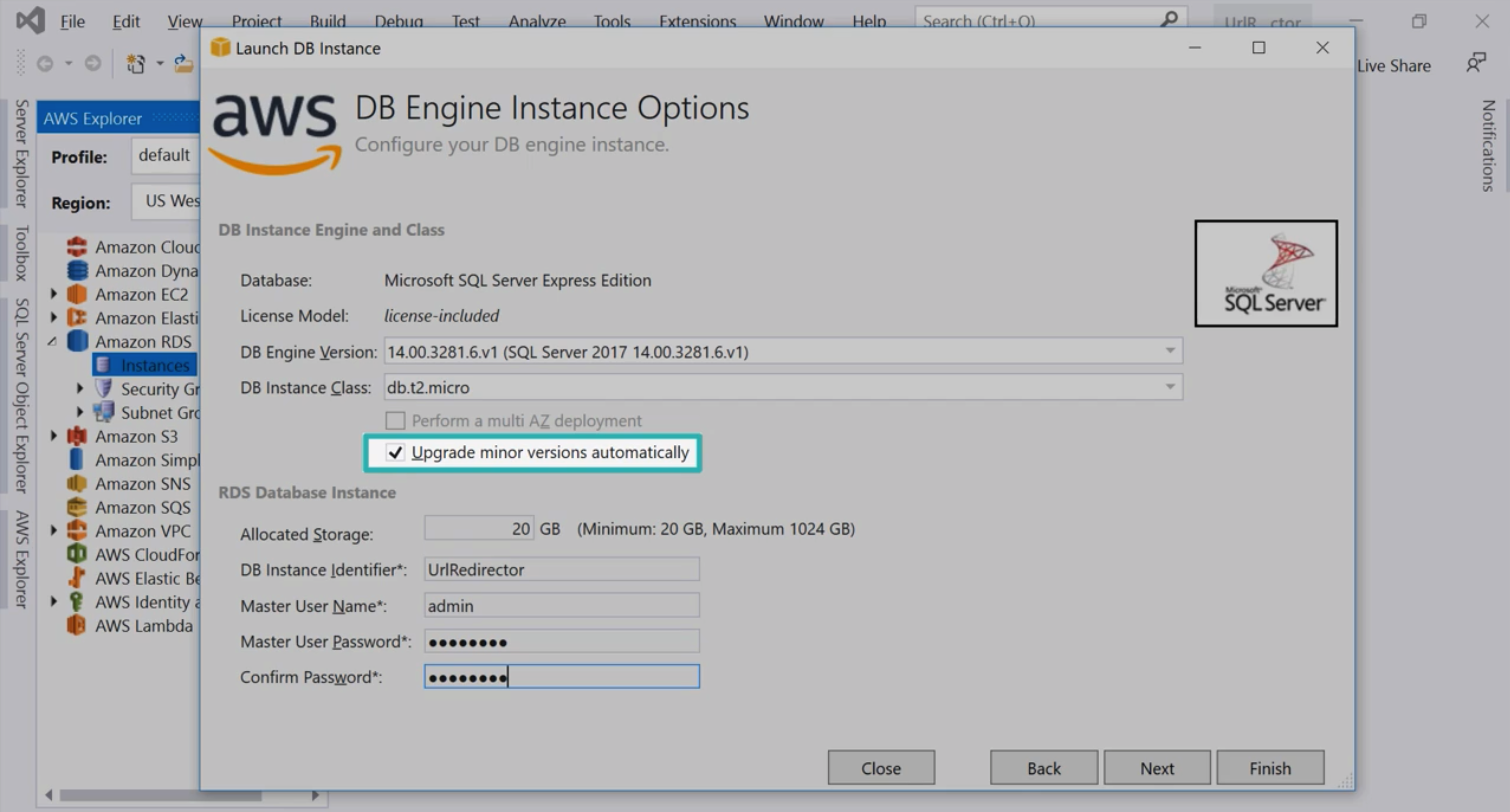 File Edit View Project Build Debug Test Analyze Tools Extensions Window Help Search (Ctrl+Q)
Launch DB Instance
Live Share
aws
DB Engine Instance Options
Configure your DB engine instance.
Server Explorer
Toolbox
SQL Server Object Explorer
AWS Explorer
Notifications
AWS Explorer
Profile: default
Region: US Wes
Amazon Cloud
Amazon Dyna
Amazon EC2
Amazon Elasti
Amazon RDS
Instances
Security Gr
Subnet Gro
Amazon S3
Amazon Simpl
Amazon SNS
Amazon SQS
Amazon VPC
AWS CloudFor
AWS Elastic Be
AWS Identity a
AWS Lambda
DB Instance Engine and Class
Microsoft
SQL Server
Database: Microsoft SQL Server Express Edition
License Model: license-included
DB Engine Version: 14.00.3281.6.v1 (SQL Server 2017 14.00.3281.6.v1)
DB Instance Class: db.t2.micro
Perform a multi AZ deployment
Upgrade minor versions automatically
RDS Database Instance
Allocated Storage: 20 GB (Minimum: 20 GB, Maximum 1024 GB)
DB Instance Identifier*: UrlRedirector
Master User Name*: admin
Master User Password*: ●●●●●●●●
Confirm Password*: ●●●●●●●●
Close Back Next Finish